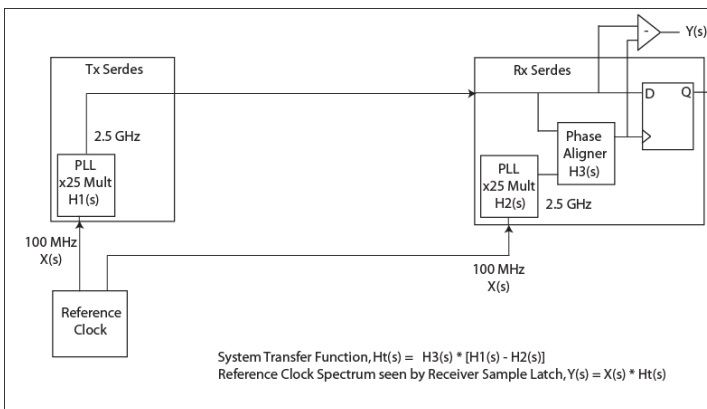 Y(s)
Tx Serdes
Rx Serdes
D
Q
2.5 GHz
Phase
Aligner
H3(s)
PLL
x25 Mult
H1(s)
PLL
x25 Mult
H2(s)
2.5 GHz
100 MHz
X(s)
100 MHz
X(s)
Reference
Clock
System Transfer Function, Ht(s) = H3(s) * [H1(s) - H2(s)]
Reference Clock Spectrum seen by Receiver Sample Latch, Y(s) = X(s) * Ht(s)
-